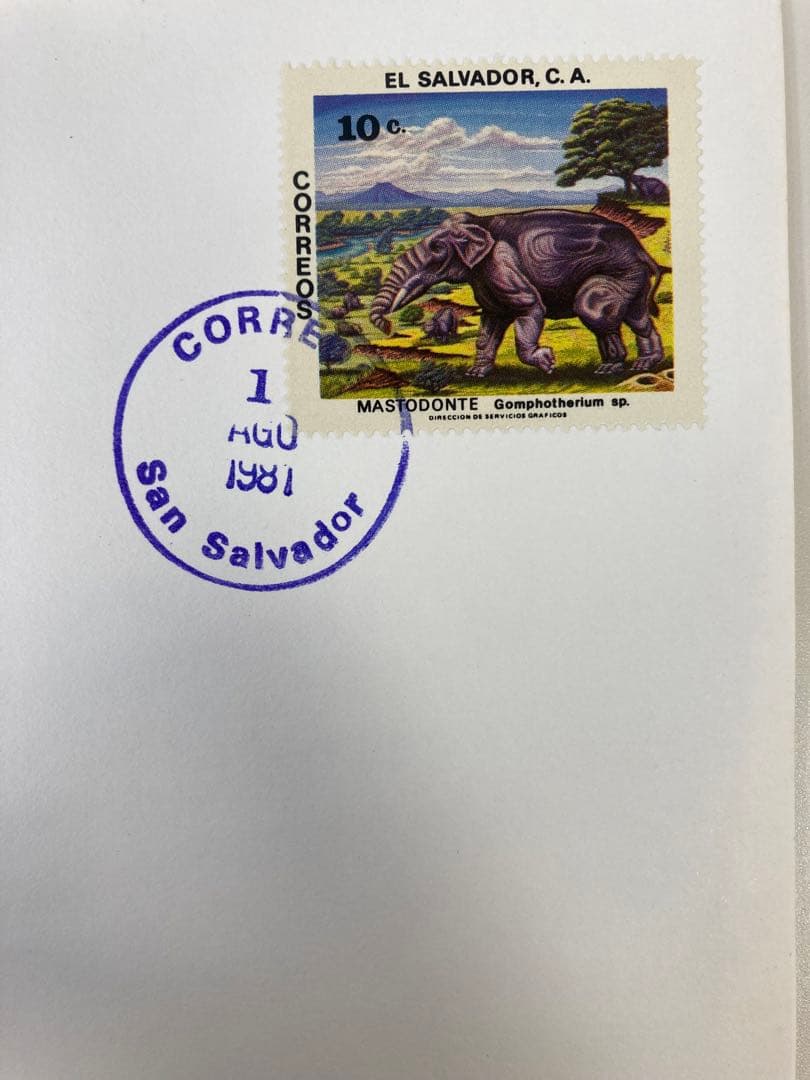 EL SALVADOR, C. A.
10 c.
CORREOS
MASTODONTE Gomphotherium sp.
DIRECCION DE SERVICIOS GRAFICOS
CORRE
1
AGO
1981
San Salvador